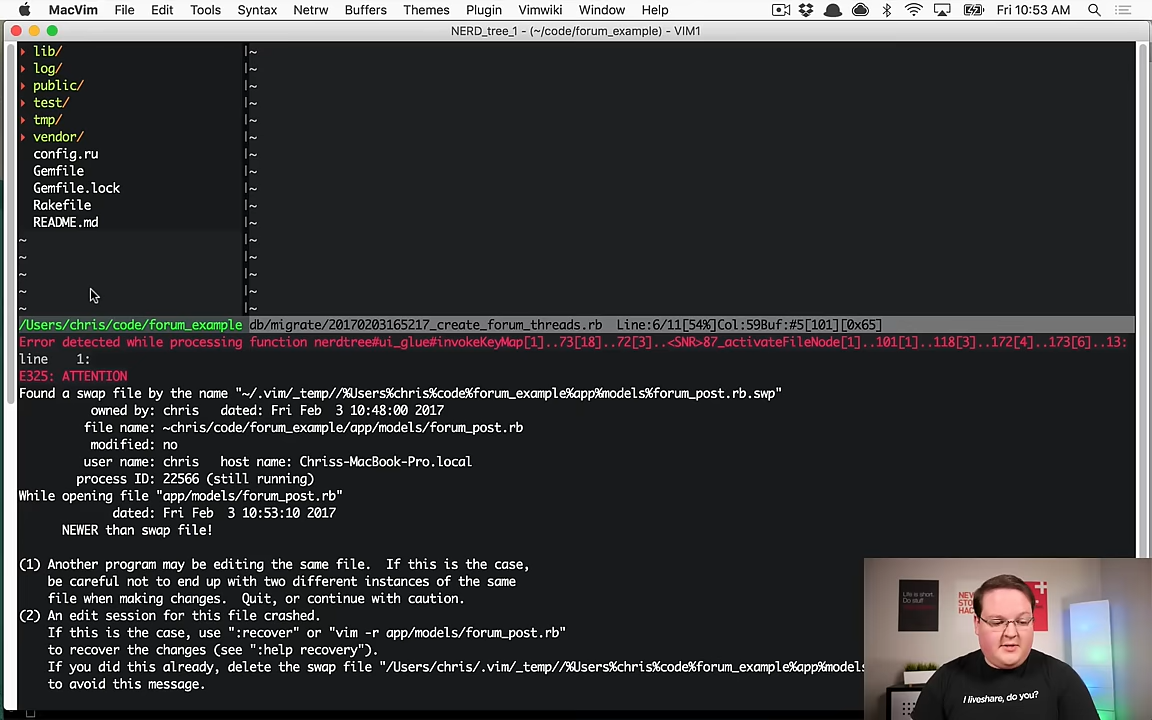 MacVim File Edit Tools Syntax Netrw Buffers Themes Plugin Vimwiki Window Help Fri 10:53 AM
NERD_tree_1 - (~/code/forum_example) - VIM1
lib/ |~
log/ |~
public/ |~
test/ |~
tmp/ |~
vendor/ |~
config.ru |~
Gemfile |~
Gemfile.lock |~
Rakefile |~
README.md |~
~ |~
~ |~
~ |~
~ |~
~ |~
/Users/chris/code/forum_example db/migrate/20170203165217_create_forum_threads.rb Line:6/11[54%]Col:59Buf:#5[101][0x65]
Error detected while processing function nerdtree#ui_glue#invokeKeyMap[1]..73[18]..72[3]..<SNR>87_activateFileNode[1]..101[1]..118[3]..172[4]..173[6]..13:
line 1:
E325: ATTENTION
Found a swap file by the name "~/.vim/_temp//%Users%chris%code%forum_example%app%models%forum_post.rb.swp"
owned by: chris dated: Fri Feb 3 10:48:00 2017
file name: ~chris/code/forum_example/app/models/forum_post.rb
modified: no
user name: chris host name: Chriss-MacBook-Pro.local
process ID: 22566 (still running)
While opening file "app/models/forum_post.rb"
dated: Fri Feb 3 10:53:10 2017
NEWER than swap file!
(1) Another program may be editing the same file. If this is the case,
be careful not to end up with two different instances of the same
file when making changes. Quit, or continue with caution.
(2) An edit session for this file crashed.
If this is the case, use ":recover" or "vim -r app/models/forum_post.rb"
to recover the changes (see ":help recovery").
If you did this already, delete the swap file "/Users/chris/.vim/_temp//%Users%chris%code%forum_example%app%models
to avoid this message.
Life is short.
Do stuff
I liveshare, do you?